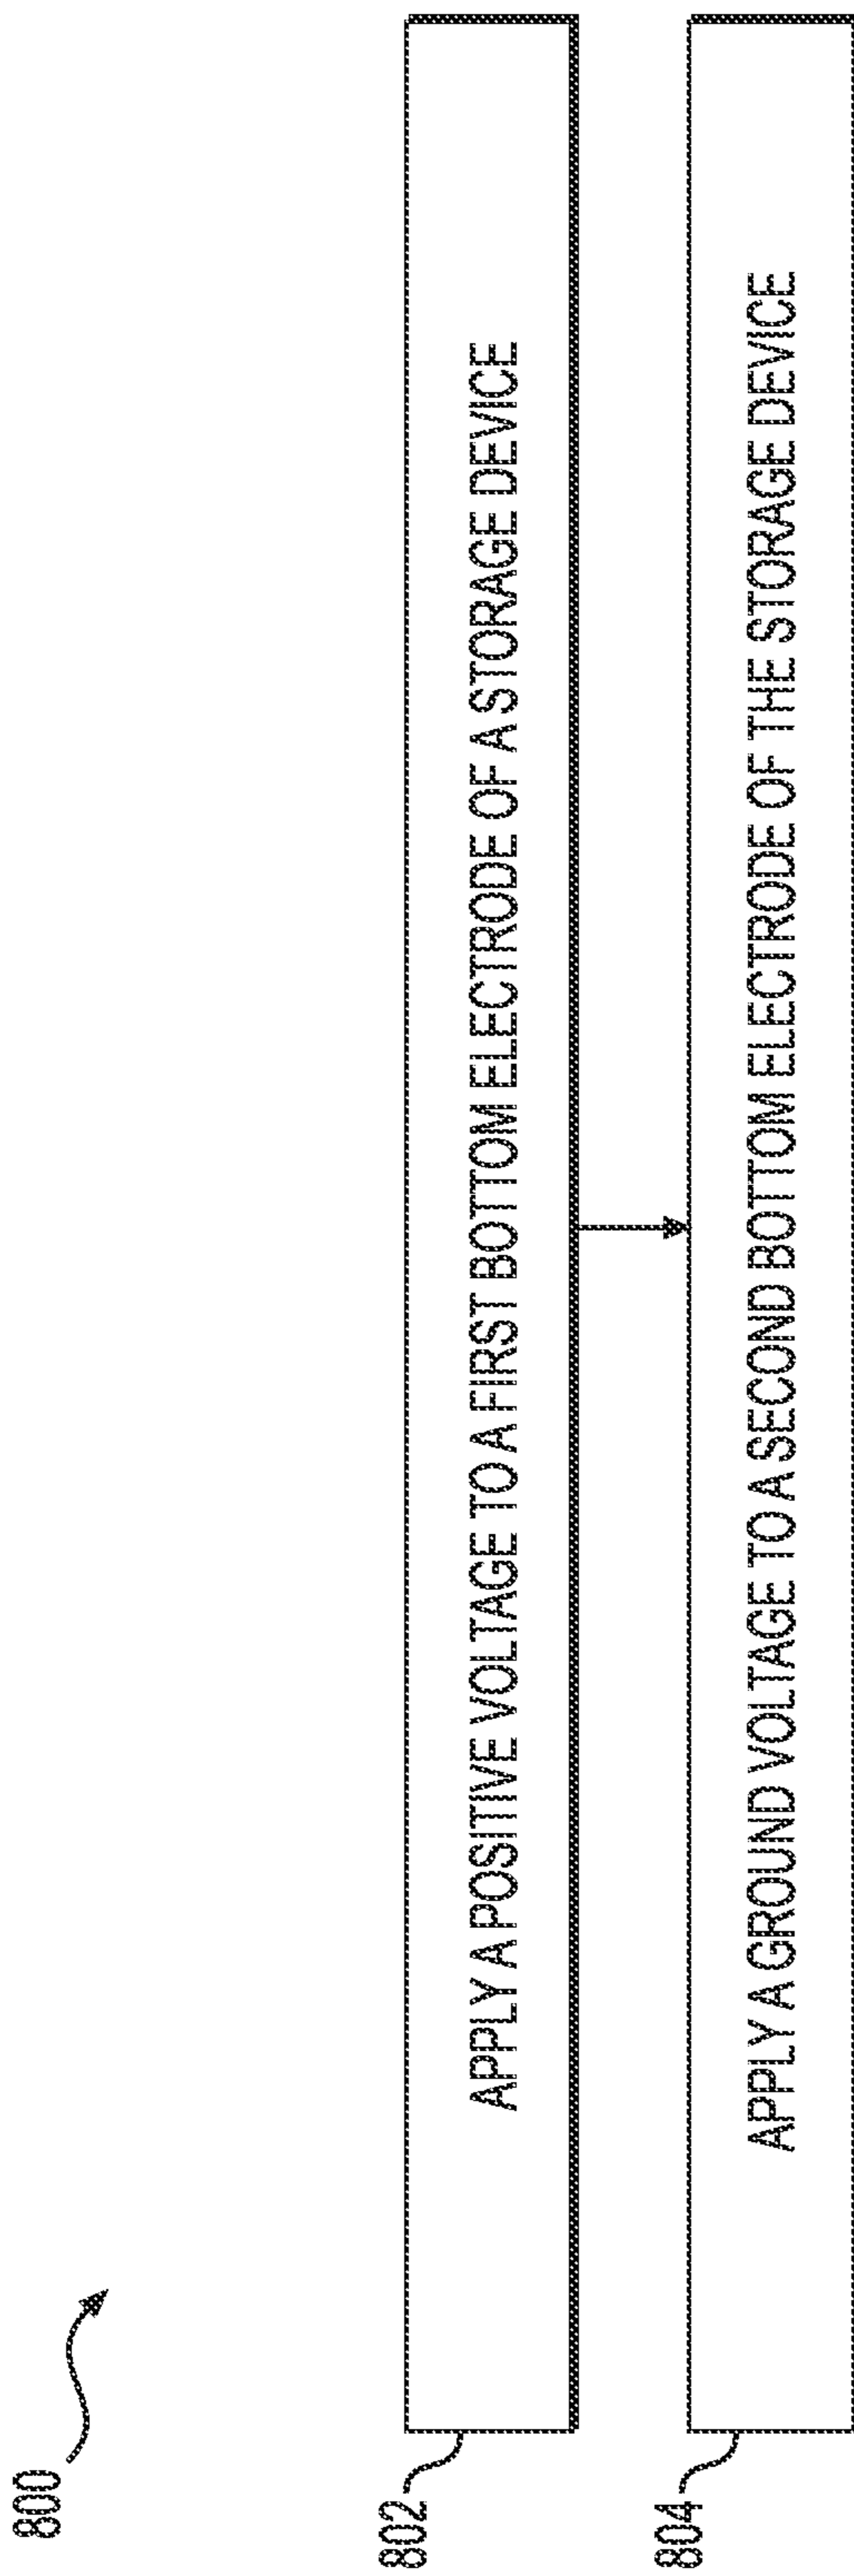 800
802
APPLY A POSITIVE VOLTAGE TO A FIRST BOTTOM ELECTRODE OF A STORAGE DEVICE
804
APPLY A GROUND VOLTAGE TO A SECOND BOTTOM ELECTRODE OF THE STORAGE DEVICE